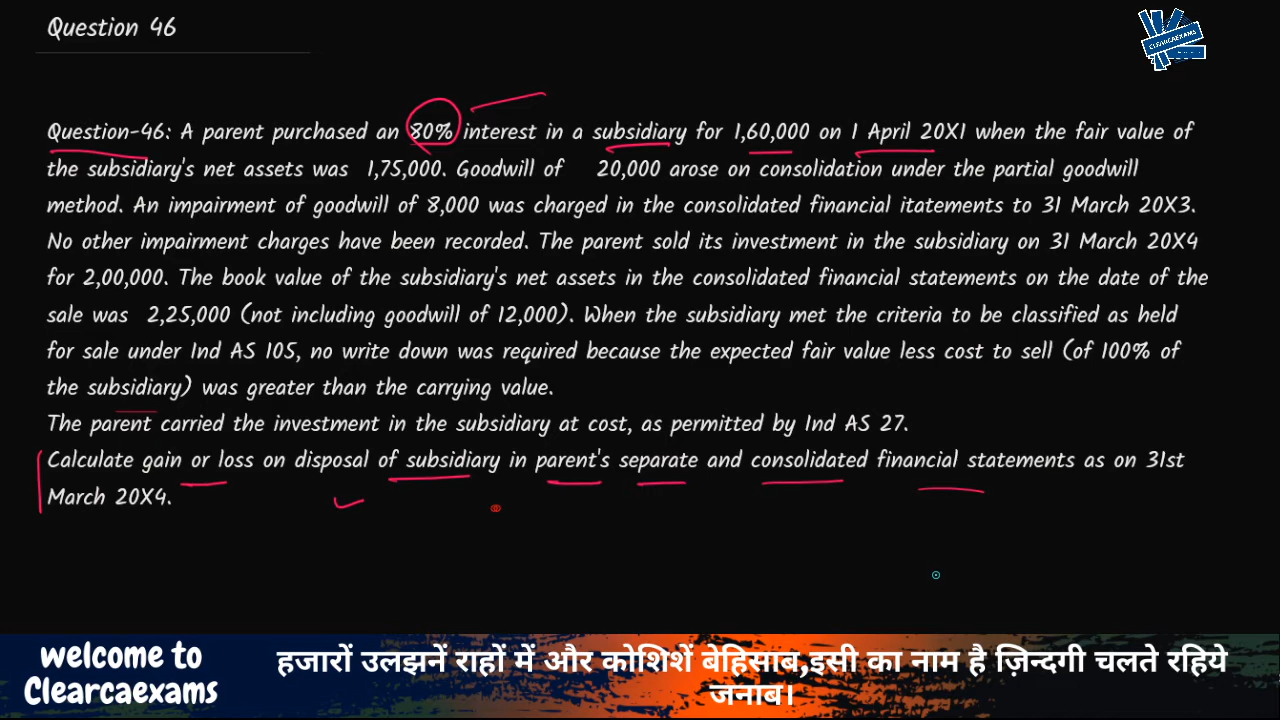 Question 46
CLEARCAEXAMS
Question-46: A parent purchased an 80% interest in a subsidiary for 1,60,000 on 1 April 20X1 when the fair value of
the subsidiary's net assets was 1,75,000. Goodwill of 20,000 arose on consolidation under the partial goodwill
method. An impairment of goodwill of 8,000 was charged in the consolidated financial itatements to 31 March 20X3.
No other impairment charges have been recorded. The parent sold its investment in the subsidiary on 31 March 20X4
for 2,00,000. The book value of the subsidiary's net assets in the consolidated financial statements on the date of the
sale was 2,25,000 (not including goodwill of 12,000). When the subsidiary met the criteria to be classified as held
for sale under Ind AS 105, no write down was required because the expected fair value less cost to sell (of 100% of
the subsidiary) was greater than the carrying value.
The parent carried the investment in the subsidiary at cost, as permitted by Ind AS 27.
Calculate gain or loss on disposal of subsidiary in parent's separate and consolidated financial statements as on 31st
March 20X4.
welcome to
Clearcaexams
हजारों उलझनें राहों में और कोशिशें बेहिसाब,इसी का नाम है ज़िन्दगी चलते रहिये
जनाब।